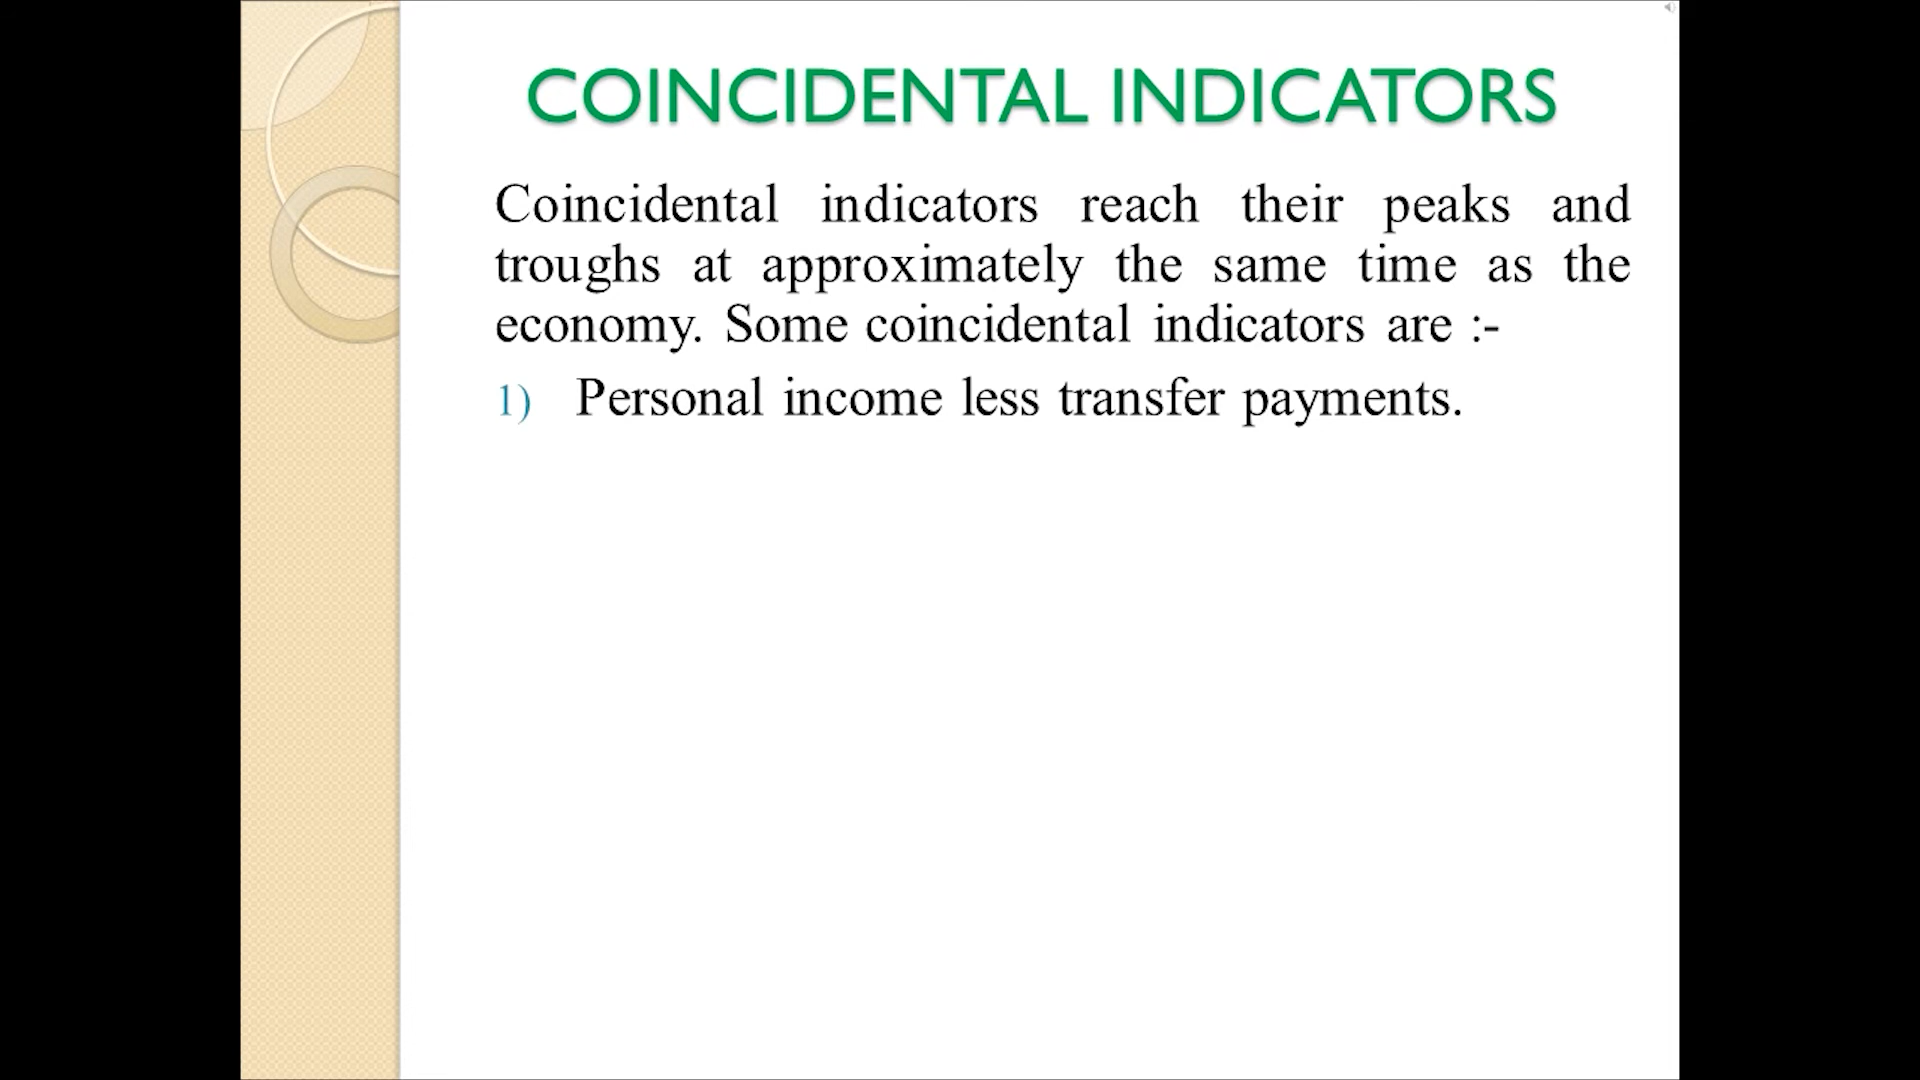 COINCIDENTAL INDICATORS
Coincidental indicators reach their peaks and
troughs at approximately the same time as the
economy. Some coincidental indicators are :-
1) Personal income less transfer payments.